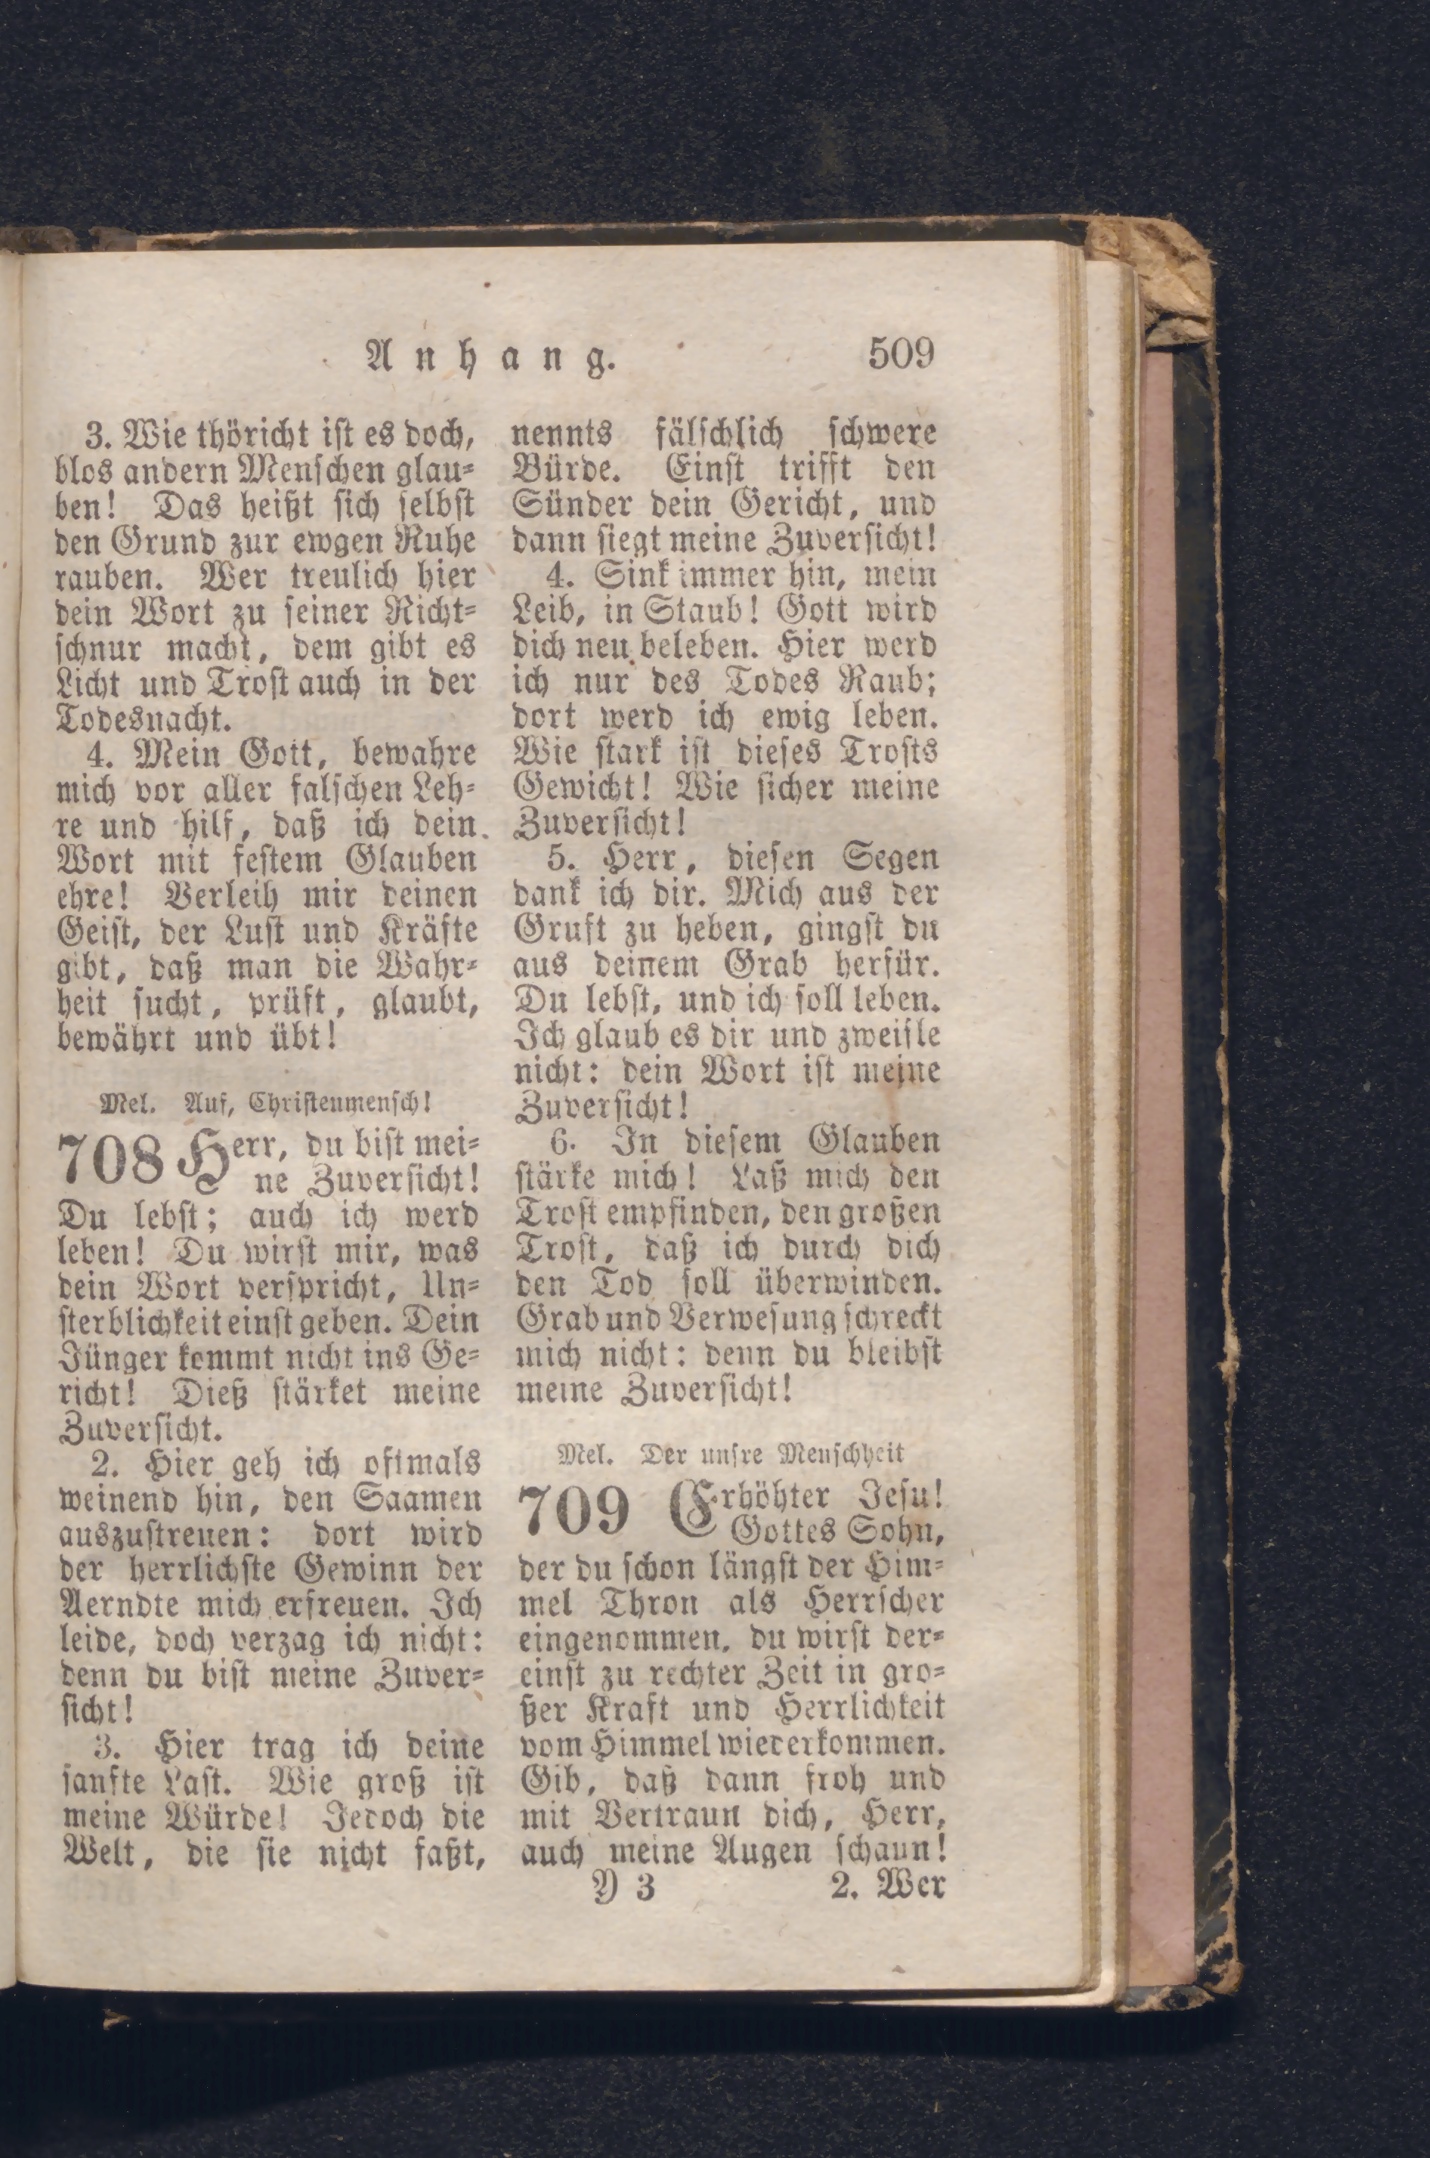 Anhang. 509
3. Wie thöricht ist es doch,
blos andern Menschen glau-
ben! Das heißt sich selbst
den Grund zur ewgen Ruhe
rauben. Wer treulich hier
dein Wort zu seiner Richt-
schnur macht, dem gibt es
Licht und Trost auch in der
Todesnacht.
4. Mein Gott, bewahre
mich vor aller falschen Leh-
re und hilf, daß ich dein
Wort mit festem Glauben
ehre! Verleih mir deinen
Geist, der Lust und Kräfte
gibt, daß man die Wahr-
heit sucht, prüft, glaubt,
bewährt und übt!
Mel. Auf, Christenmensch!
708 Herr, du bist mei-
ne Zuversicht!
Du lebst; auch ich werd
leben! Du wirst mir, was
dein Wort verspricht, Un-
sterblichkeit einst geben. Dein
Jünger kommt nicht ins Ge-
richt! Dieß stärket meine
Zuversicht.
2. Hier geh ich oftmals
weinend hin, den Saamen
auszustreuen: dort wird
der herrlichste Gewinn der
Aerndte mich erfreuen. Ich
leide, doch verzag ich nicht:
denn du bist meine Zuver-
sicht!
3. Hier trag ich deine
sanfte Last. Wie groß ist
meine Würde! Jedoch die
Welt, die sie nicht faßt,
nennts fälschlich schwere
Bürde. Einst trifft den
Sünder dein Gericht, und
dann siegt meine Zuversicht!
4. Sink immer hin, mein
Leib, in Staub! Gott wird
dich neu beleben. Hier werd
ich nur des Todes Raub;
dort werd ich ewig leben.
Wie stark ist dieses Trosts
Gewicht! Wie sicher meine
Zuversicht!
5. Herr, diesen Segen
dank ich dir. Mich aus der
Gruft zu heben, gingst du
aus deinem Grab herfür.
Du lebst, und ich soll leben.
Ich glaub es dir und zweifle
nicht: dein Wort ist meine
Zuversicht!
6. In diesem Glauben
stärke mich! Laß mich den
Trost empfinden, den großen
Trost, daß ich durch dich
den Tod soll überwinden.
Grab und Verwesung schreckt
mich nicht: denn du bleibst
meine Zuversicht!
Mel. Der unsre Menschheit
709 Erhöhter Jesu!
Gottes Sohn,
der du schon längst der Him-
mel Thron als Herrscher
eingenommen, du wirst der-
einst zu rechter Zeit in gro-
ßer Kraft und Herrlichkeit
vom Himmel wiederkommen.
Gib, daß dann froh und
mit Vertraun dich, Herr,
auch meine Augen schaun!
Y 3 2. Wer